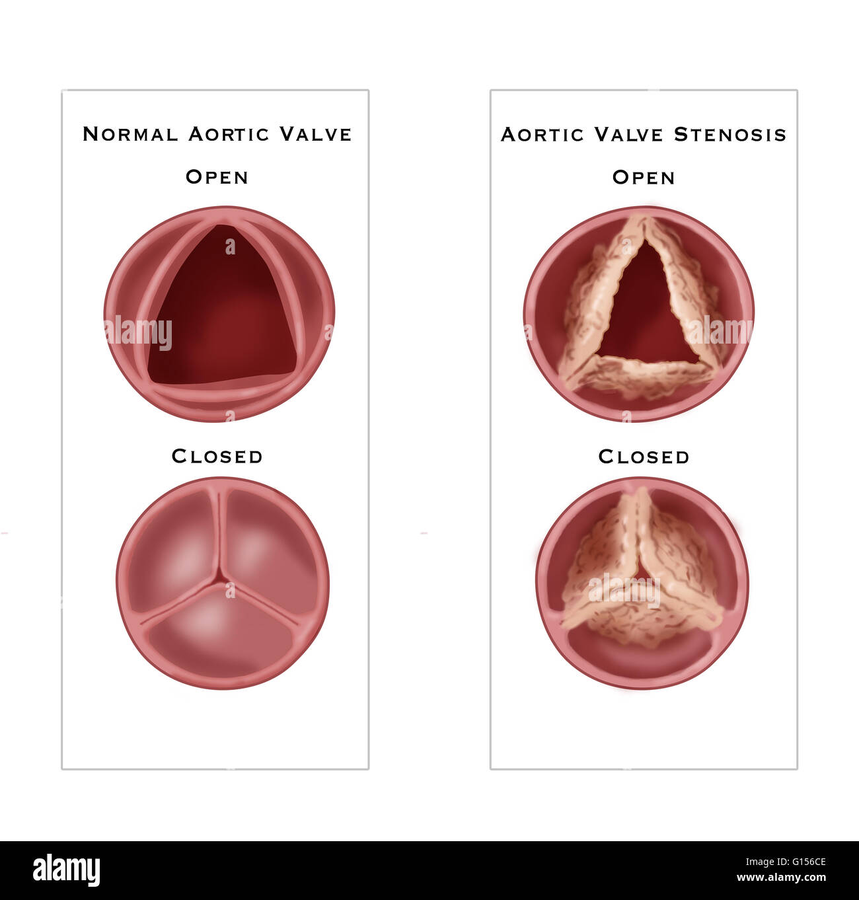 NORMAL AORTIC VALVE
OPEN
CLOSED
AORTIC VALVE STENOSIS
OPEN
CLOSED
a
a
a
a
a
alamy
alamy
alamy
Image ID: G156CE
www.alamy.com